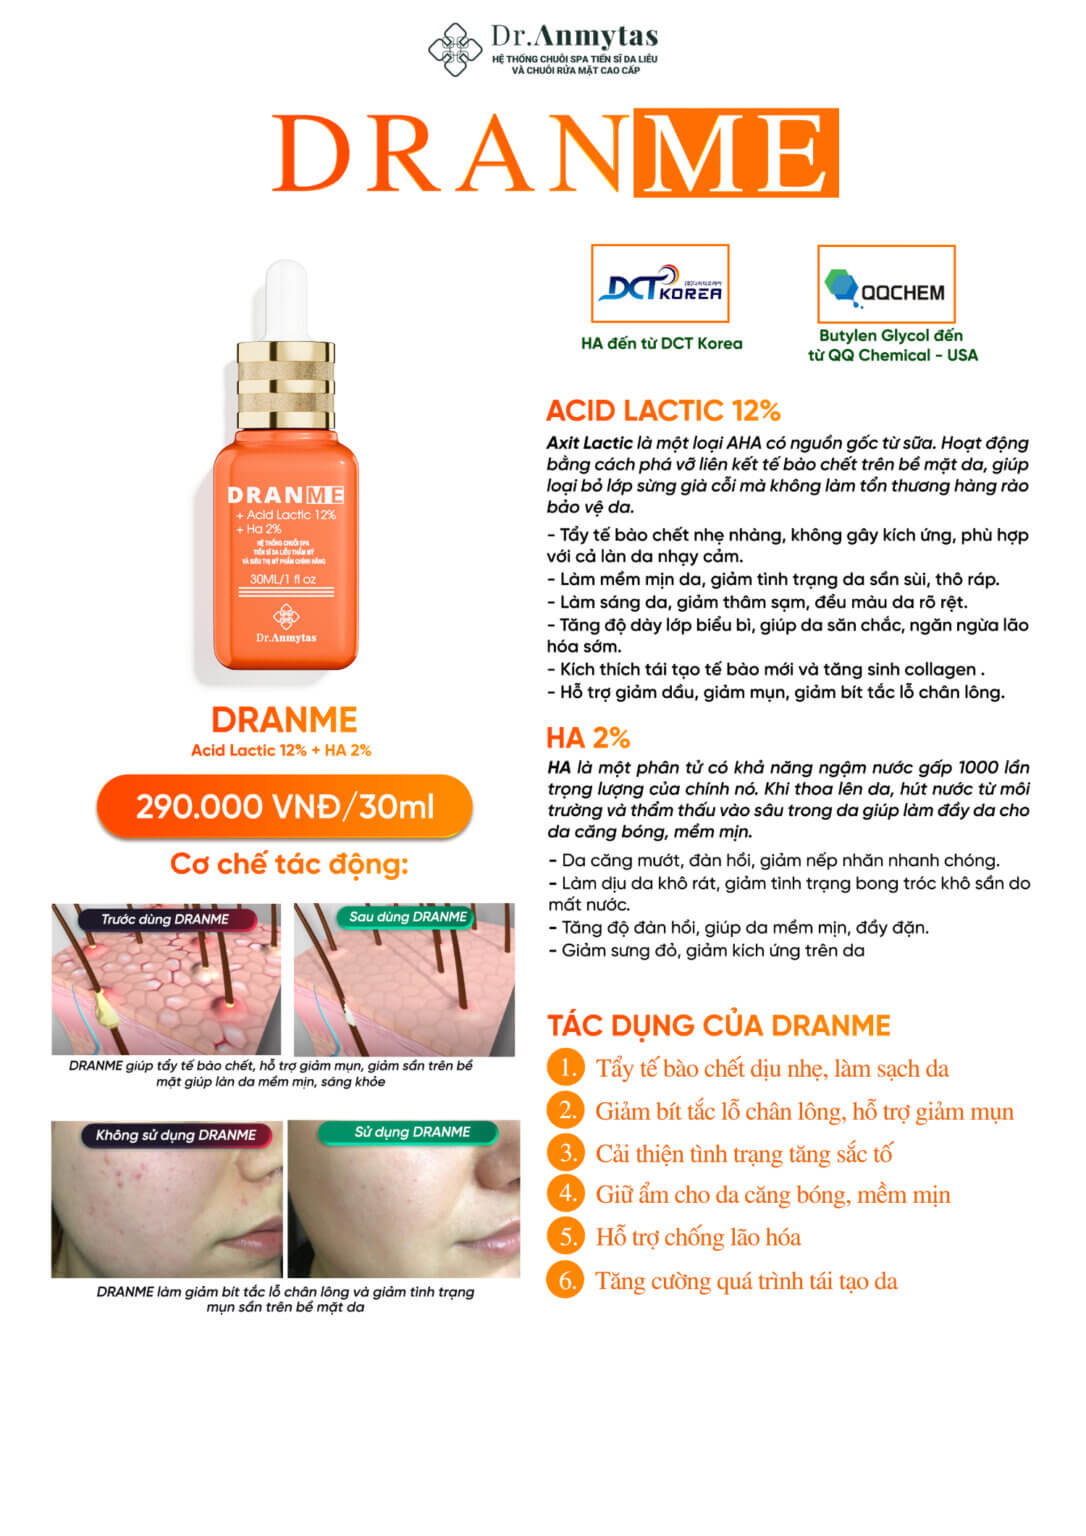 Dr.Anmytas
HỆ THỐNG CHUỖI SPA TIẾN SĨ DA LIỄU
VÀ CHUỖI RỬA MẶT CAO CẤP
DRANME
DCT KOREA
QQCHEM
HA đến từ DCT Korea
Butylen Glycol đến
từ QQ Chemical - USA
DRANME
+ Acid Lactic 12%
+ Ha 2%
HỆ THỐNG CHUỖI SPA
TIẾN SĨ DA LIỄU THẨM MỸ
VÀ SIÊU THỊ MỸ PHẨM CHÍNH HÃNG
30ML/1 fl oz
Dr.Anmytas
DRANME
Acid Lactic 12% + HA 2%
290.000 VNĐ/30ml
Cơ chế tác động:
Trước dùng DRANME
Sau dùng DRANME
DRANME giúp tẩy tế bào chết, hỗ trợ giảm mụn, giảm sần trên bề
mặt giúp làn da mềm mịn, sáng khỏe
Không sử dụng DRANME
Sử dụng DRANME
DRANME làm giảm bít tắc lỗ chân lông và giảm tình trạng
mụn sần trên bề mặt da
ACID LACTIC 12%
Axit Lactic là một loại AHA có nguồn gốc từ sữa. Hoạt động
bằng cách phá vỡ liên kết tế bào chết trên bề mặt da, giúp
loại bỏ lớp sừng già cỗi mà không làm tổn thương hàng rào
bảo vệ da.
- Tẩy tế bào chết nhẹ nhàng, không gây kích ứng, phù hợp
với cả làn da nhạy cảm.
- Làm mềm mịn da, giảm tình trạng da sần sùi, thô ráp.
- Làm sáng da, giảm thâm sạm, đều màu da rõ rệt.
- Tăng độ dày lớp biểu bì, giúp da săn chắc, ngăn ngừa lão
hóa sớm.
- Kích thích tái tạo tế bào mới và tăng sinh collagen .
- Hỗ trợ giảm dầu, giảm mụn, giảm bít tắc lỗ chân lông.
HA 2%
HA là một phân tử có khả năng ngậm nước gấp 1000 lần
trọng lượng của chính nó. Khi thoa lên da, hút nước từ môi
trường và thẩm thấu vào sâu trong da giúp làm đầy da cho
da căng bóng, mềm mịn.
- Da căng mướt, đàn hồi, giảm nếp nhăn nhanh chóng.
- Làm dịu da khô rát, giảm tình trạng bong tróc khô sần do
mất nước.
- Tăng độ đàn hồi, giúp da mềm mịn, đầy đặn.
- Giảm sưng đỏ, giảm kích ứng trên da
TÁC DỤNG CỦA DRANME
1. Tẩy tế bào chết dịu nhẹ, làm sạch da
2. Giảm bít tắc lỗ chân lông, hỗ trợ giảm mụn
3. Cải thiện tình trạng tăng sắc tố
4. Giữ ẩm cho da căng bóng, mềm mịn
5. Hỗ trợ chống lão hóa
6. Tăng cường quá trình tái tạo da